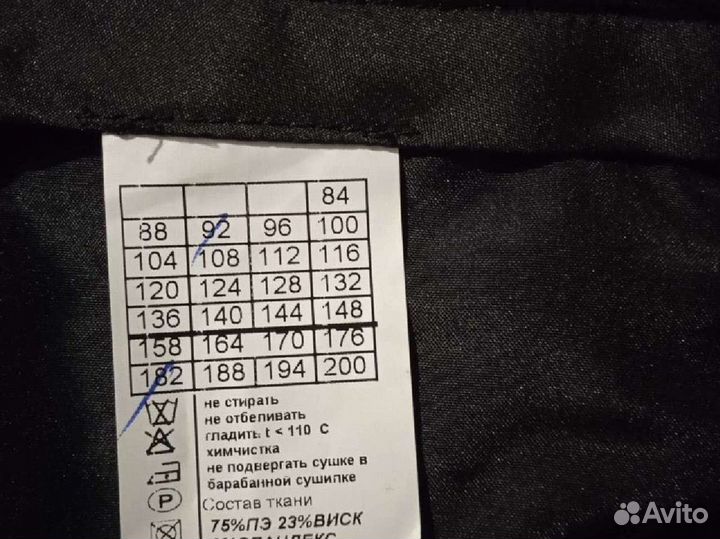 84
88 92 96 100
104 108 112 116
120 124 128 132
136 140 144 148
158 164 170 176
182 188 194 200
не стирать
не отбеливать
гладить t < 110 С
химчистка
не подвергать сушке в
барабанной сушилке
P
Состав ткани
75%ПЭ 23%ВИСК
Avito